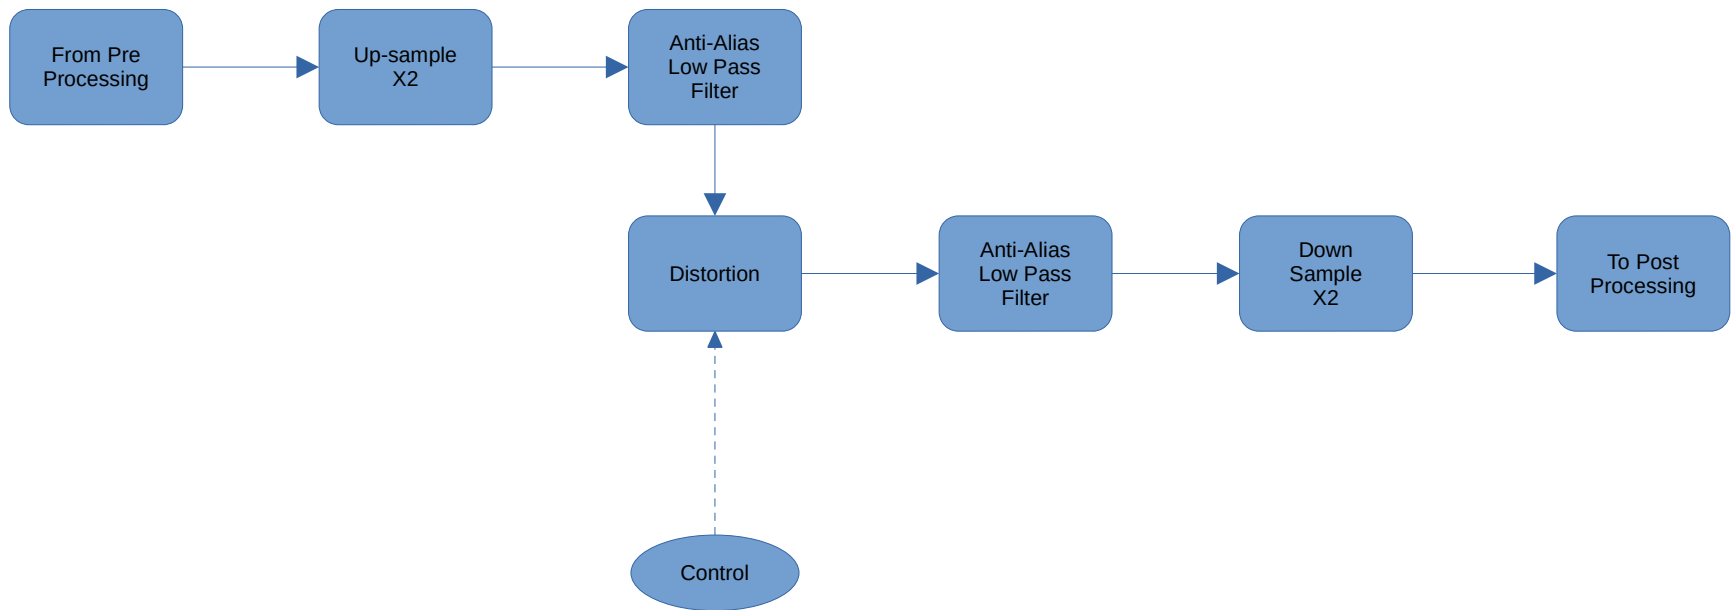 From Pre
Processing
Up-sample
X2
Anti-Alias
Low Pass
Filter
Distortion
Anti-Alias
Low Pass
Filter
Down
Sample
X2
To Post
Processing
Control